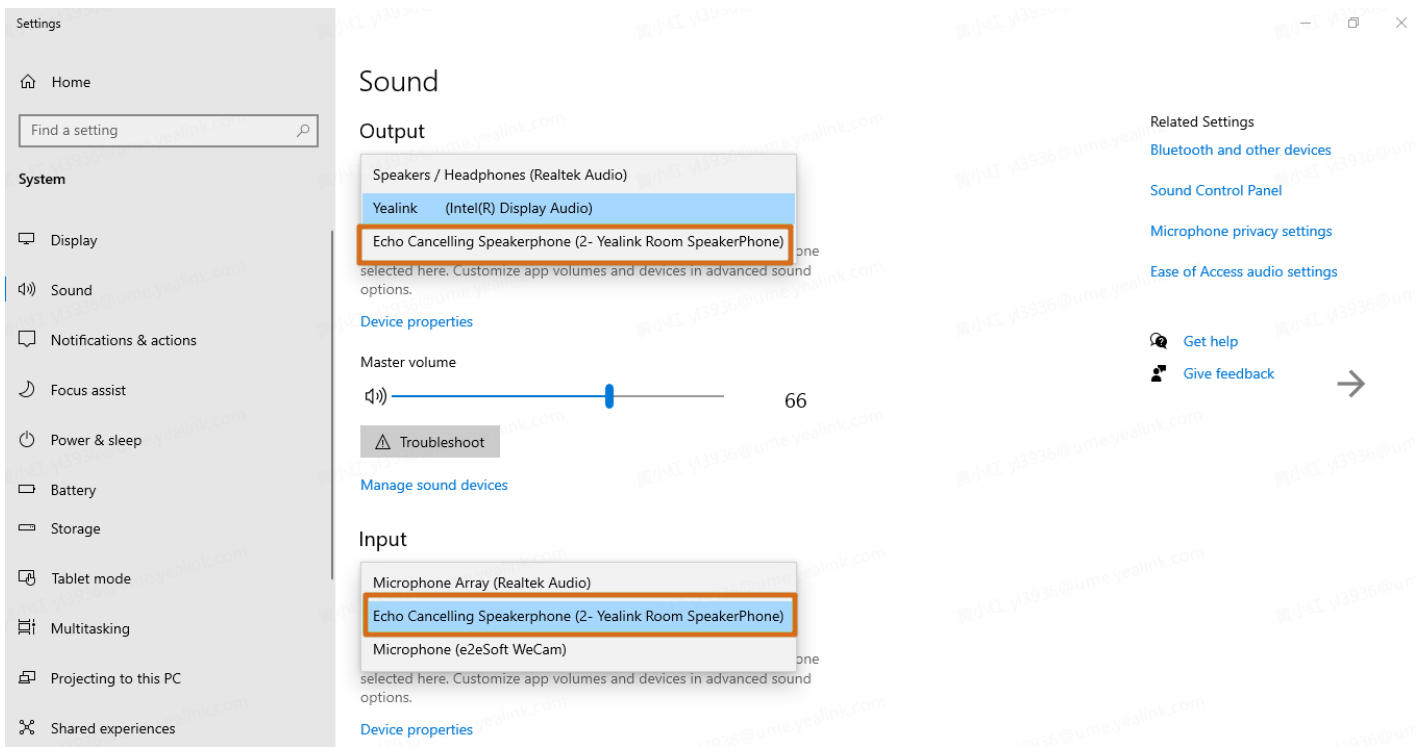 Settings
Home
Find a setting
System
Display
Sound
Notifications & actions
Focus assist
Power & sleep
Battery
Storage
Tablet mode
Multitasking
Projecting to this PC
Shared experiences
Sound
Output
Speakers / Headphones (Realtek Audio)
Yealink (Intel(R) Display Audio)
Echo Cancelling Speakerphone (2- Yealink Room SpeakerPhone)
one
selected here. Customize app volumes and devices in advanced sound
options.
Device properties
Master volume
66
Troubleshoot
Manage sound devices
Input
Microphone Array (Realtek Audio)
Echo Cancelling Speakerphone (2- Yealink Room SpeakerPhone)
Microphone (e2eSoft WeCam)
one
selected here. Customize app volumes and devices in advanced sound
options.
Device properties
Related Settings
Bluetooth and other devices
Sound Control Panel
Microphone privacy settings
Ease of Access audio settings
Get help
Give feedback